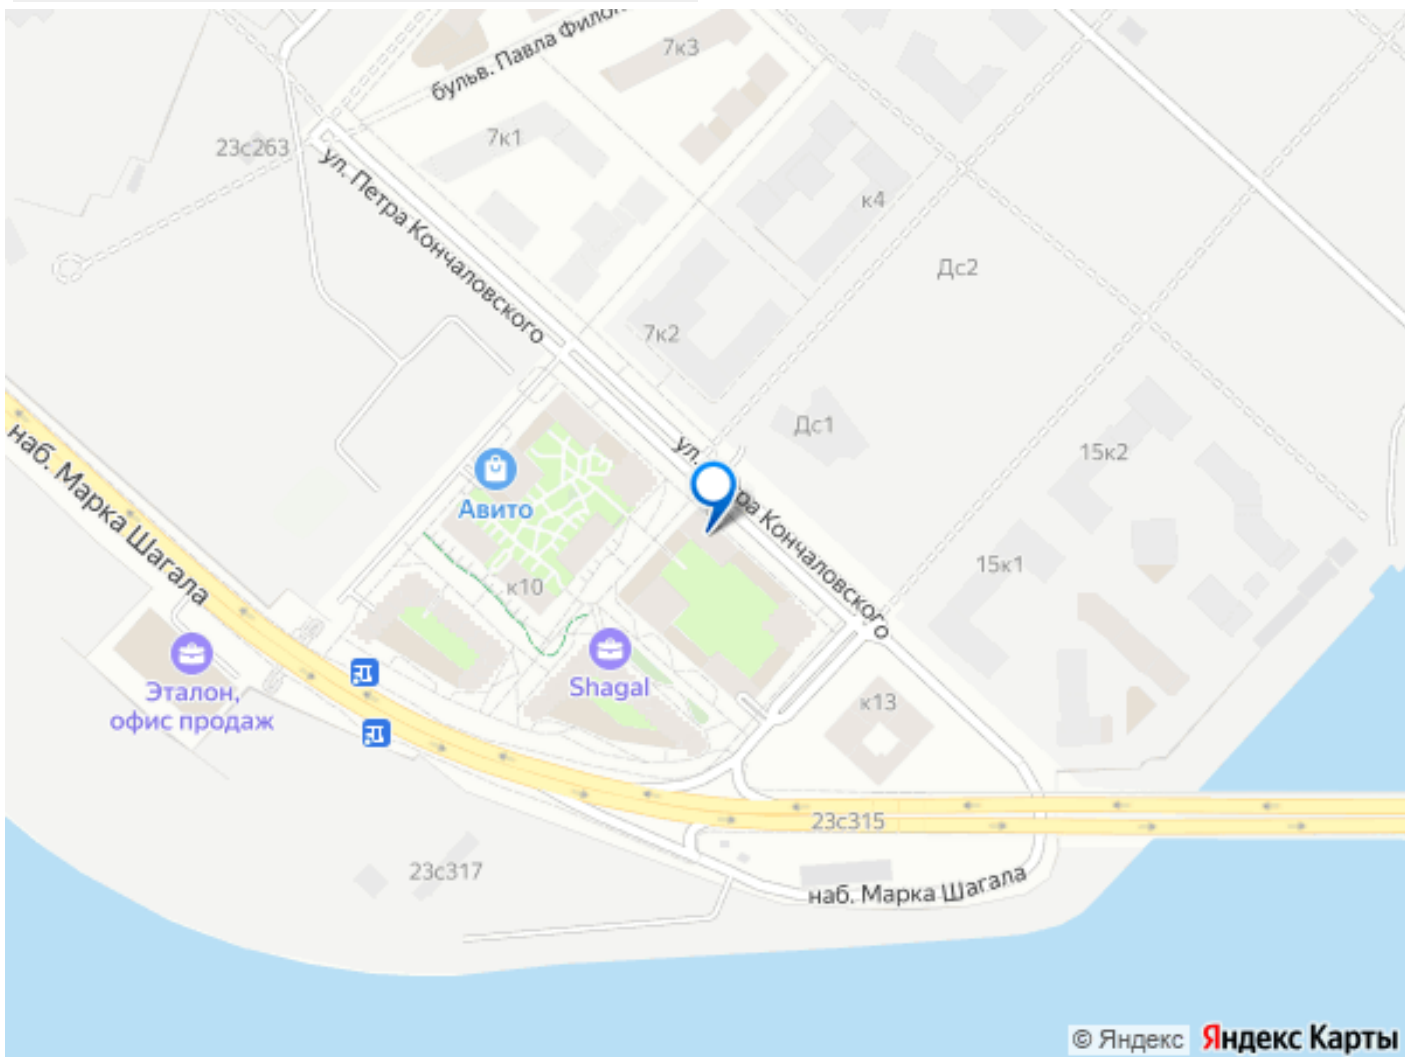 бульв. Павла Филон
7к3
7к1
23с263
ул. Петра Кончаловского
к4
Дс2
7к2
Дс1
ул.
ра Кончаловского
15к2
наб. Марка Шагала
Авито
к10
15к1
Shagal
Эталон,
офис продаж
к13
23с315
23с317
наб. Марка Шагала
© Яндекс Яндекс Карты